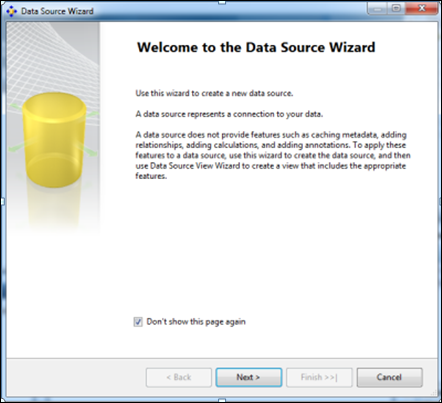 Data Source Wizard
Welcome to the Data Source Wizard
Use this wizard to create a new data source.
A data source represents a connection to your data.
A data source does not provide features such as caching metadata, adding
relationships, adding calculations, and adding annotations. To apply these
features to a data source, use this wizard to create the data source, and then
use Data Source View Wizard to create a view that includes the appropriate
features.
Don't show this page again
< Back
Next >
Finish >>|
Cancel